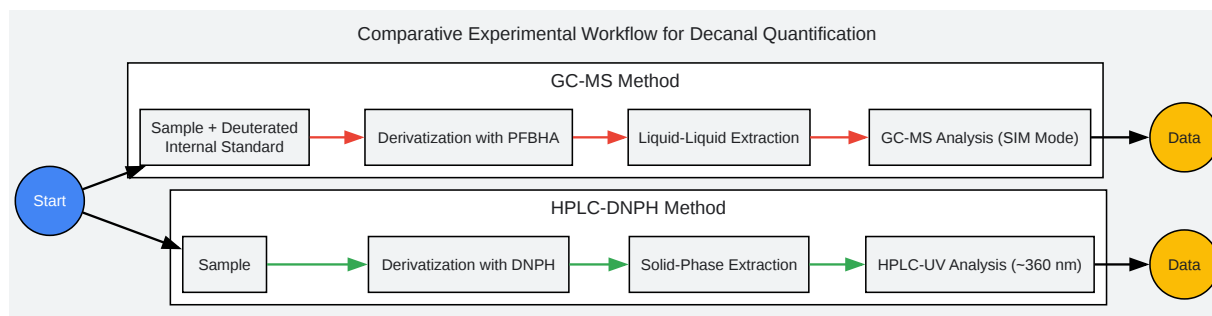 Comparative Experimental Workflow for Decanal Quantification
GC-MS Method
Sample + Deuterated
Internal Standard
Derivatization with PFBHA
Liquid-Liquid Extraction
GC-MS Analysis (SIM Mode)
Data
Start
HPLC-DNPH Method
Sample
Derivatization with DNPH
Solid-Phase Extraction
HPLC-UV Analysis (~360 nm)
Data